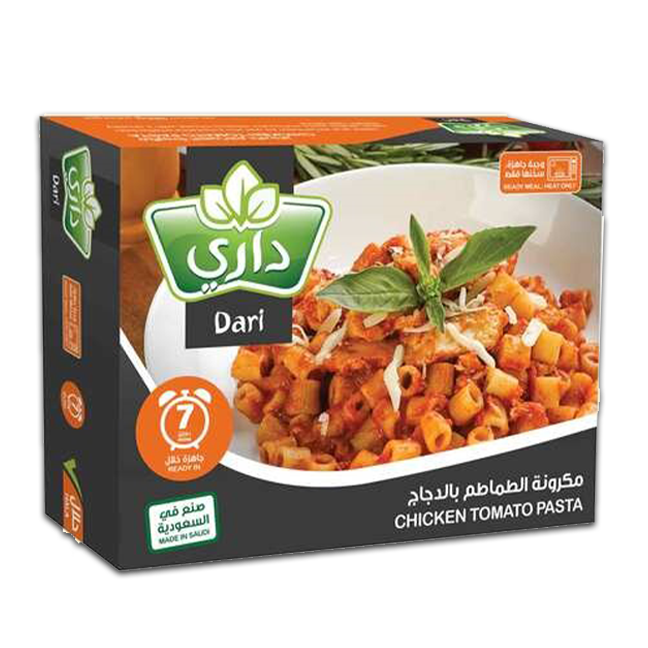 داري
Dari
داري
Dari
وجبة جاهزة،
سخنها فقط
READY MEAL, HEAT ONLY
7
جاهزة خلال
READY IN
صنع في
السعودية
MADE IN SAUDI
مكرونة الطماطم بالدجاج
CHICKEN TOMATO PASTA
حلال